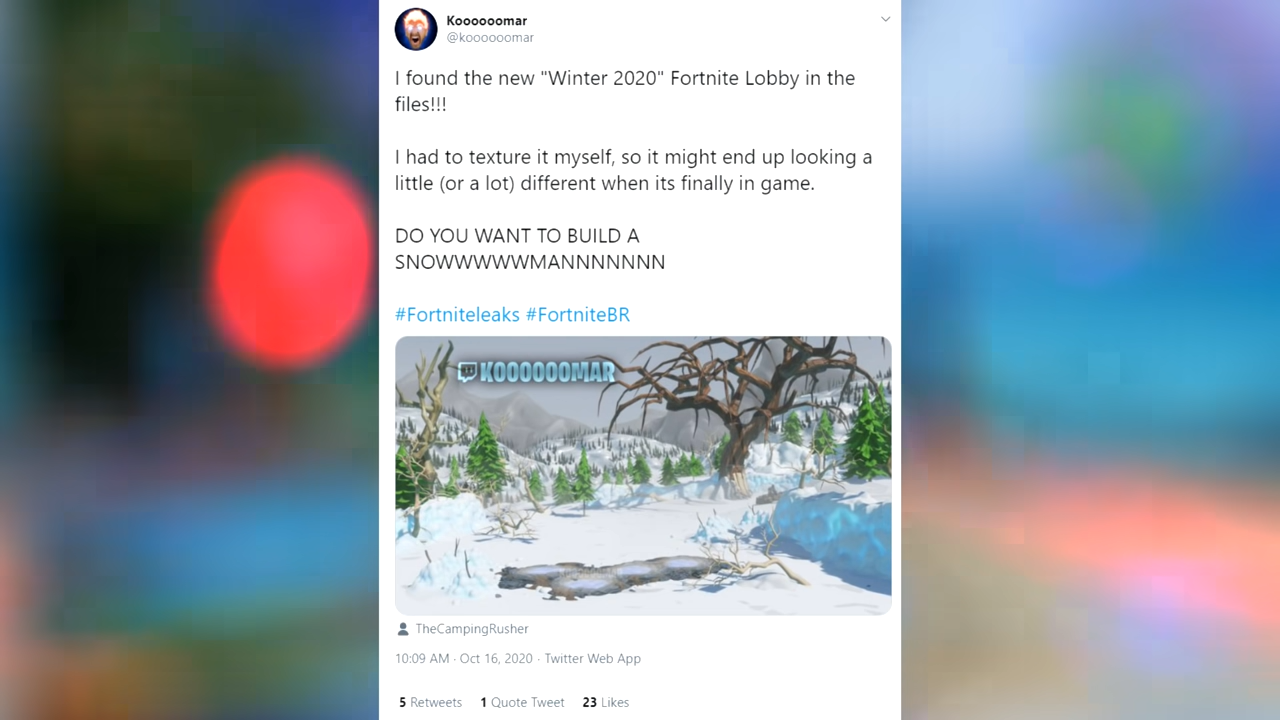 Koooooomar
@koooooomar
I found the new "Winter 2020" Fortnite Lobby in the
files!!!
I had to texture it myself, so it might end up looking a
little (or a lot) different when its finally in game.
DO YOU WANT TO BUILD A
SNOWWWWWMANNNNNNN
#Fortniteleaks #FortniteBR
KOOOOOOMAR
TheCampingRusher
10:09 AM · Oct 16, 2020 · Twitter Web App
5 Retweets 1 Quote Tweet 23 Likes